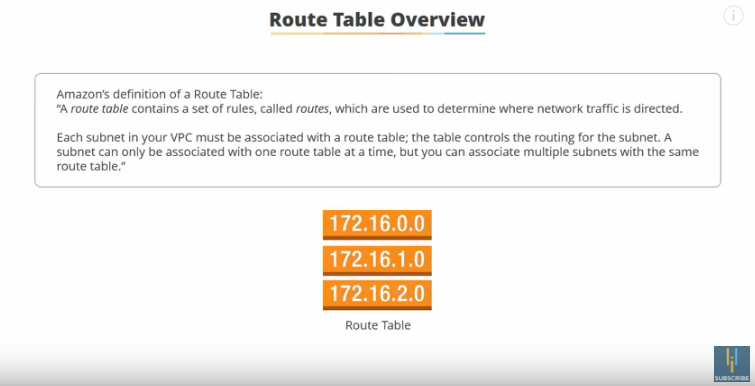 Route Table Overview
Amazon’s definition of a Route Table:
“A route table contains a set of rules, called routes, which are used to determine where network traffic is directed.
Each subnet in your VPC must be associated with a route table; the table controls the routing for the subnet. A
subnet can only be associated with one route table at a time, but you can associate multiple subnets with the same
route table.”
172.16.0.0
172.16.1.0
172.16.2.0
Route Table
SUBSCRIBE